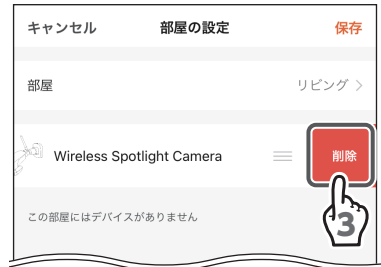 キャンセル 部屋の設定 保存
部屋 リビング >
Wireless Spotlight Camera 削除
3
この部屋にはデバイスがありません